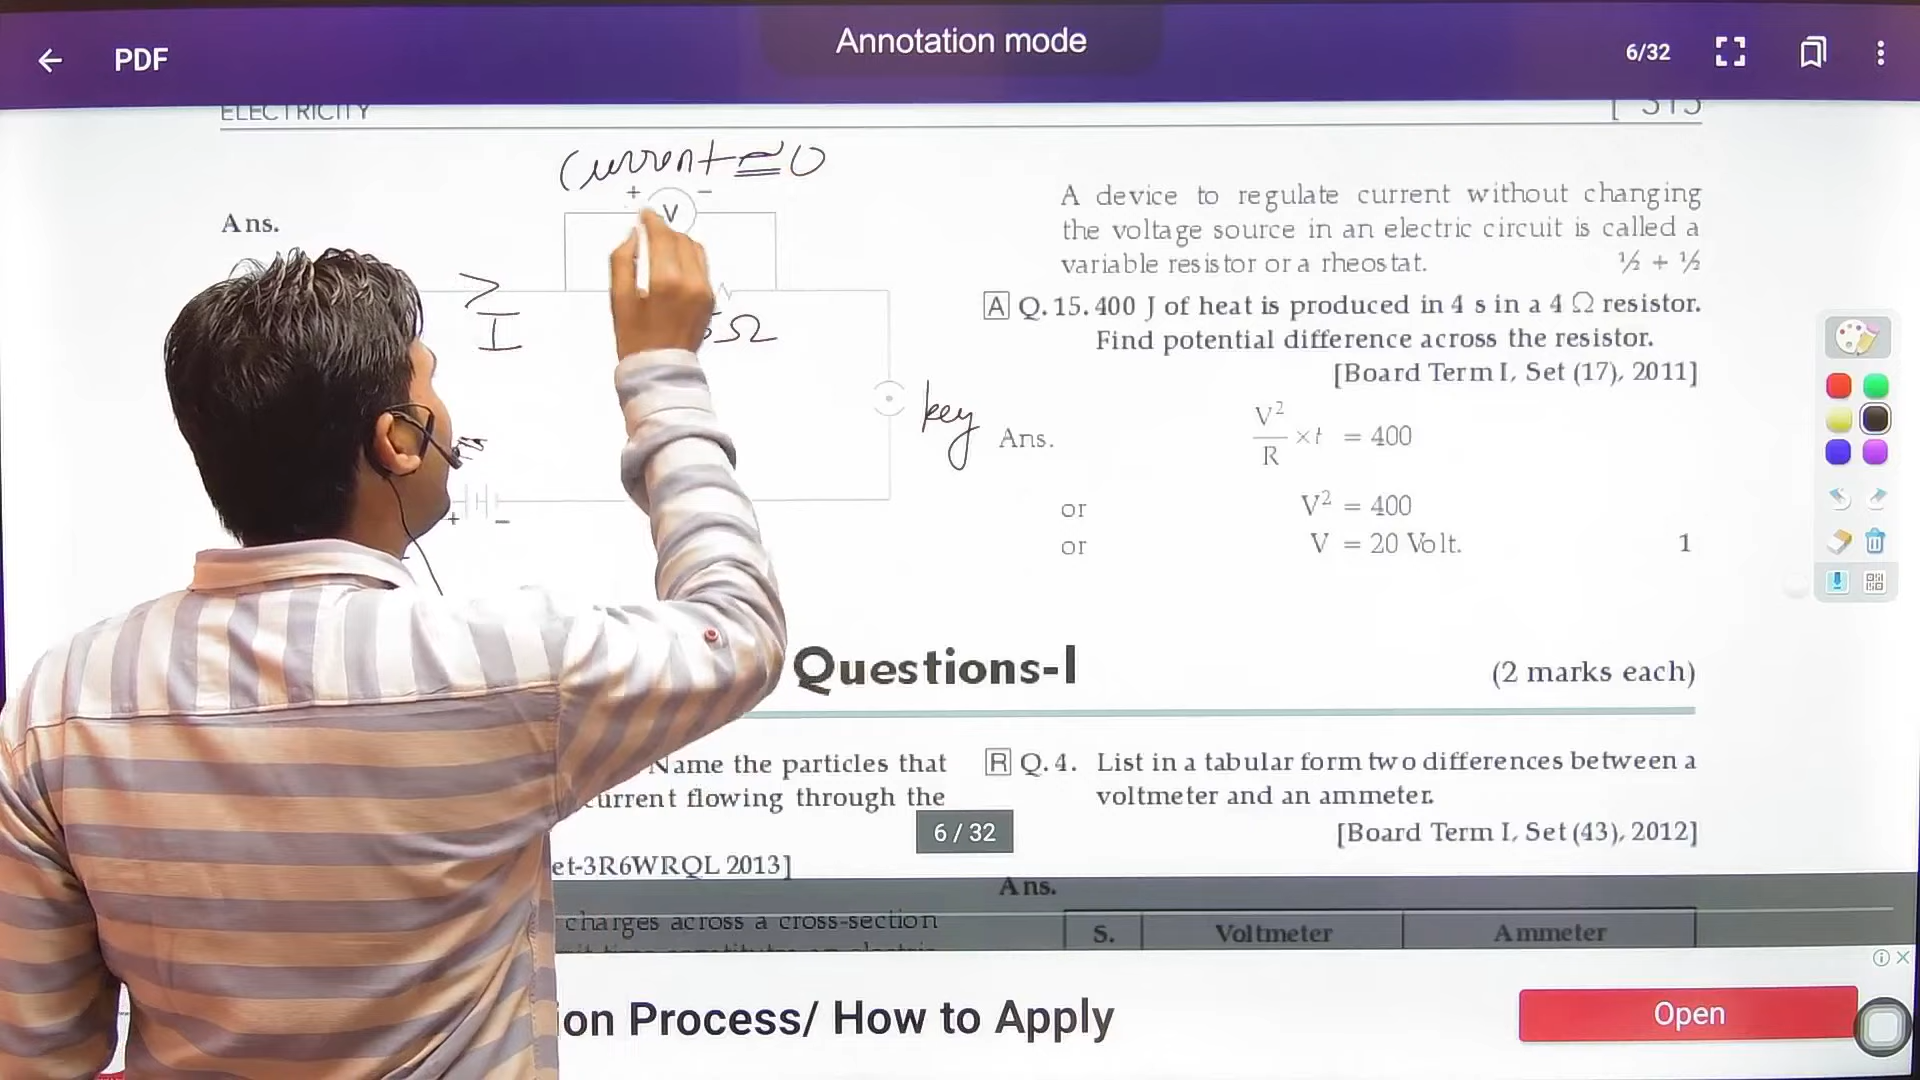 Annotation mode
PDF
6/32
ELECTRICITY
[ 315
Current ≅ 0
+ −
V
Ans.
I
Ω
key
+ −
A device to regulate current without changing
the voltage source in an electric circuit is called a
variable resistor or a rheostat. ½ + ½
A Q. 15. 400 J of heat is produced in 4 s in a 4 Ω resistor.
Find potential difference across the resistor.
[Board Term I, Set (17), 2011]
Ans. V²/R × t = 400
or V² = 400
or V = 20 Volt. 1
Questions-I
(2 marks each)
Name the particles that
current flowing through the
et-3R6WRQL 2013]
charges across a cross-section
R Q. 4. List in a tabular form two differences between a
voltmeter and an ammeter.
[Board Term I, Set (43), 2012]
6 / 32
Ans.
S. Voltmeter Ammeter
ion Process/ How to Apply
Open